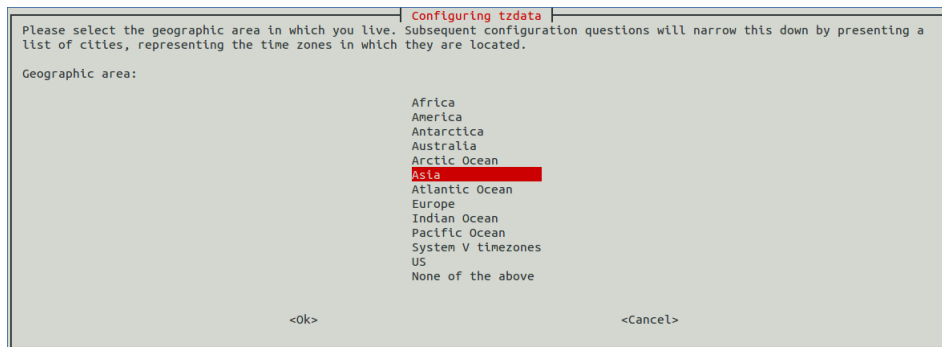 Configuring tzdata
Please select the geographic area in which you live. Subsequent configuration questions will narrow this down by presenting a
list of cities, representing the time zones in which they are located.
Geographic area:
Africa
America
Antarctica
Australia
Arctic Ocean
Asia
Atlantic Ocean
Europe
Indian Ocean
Pacific Ocean
System V timezones
US
None of the above
<Ok> <Cancel>